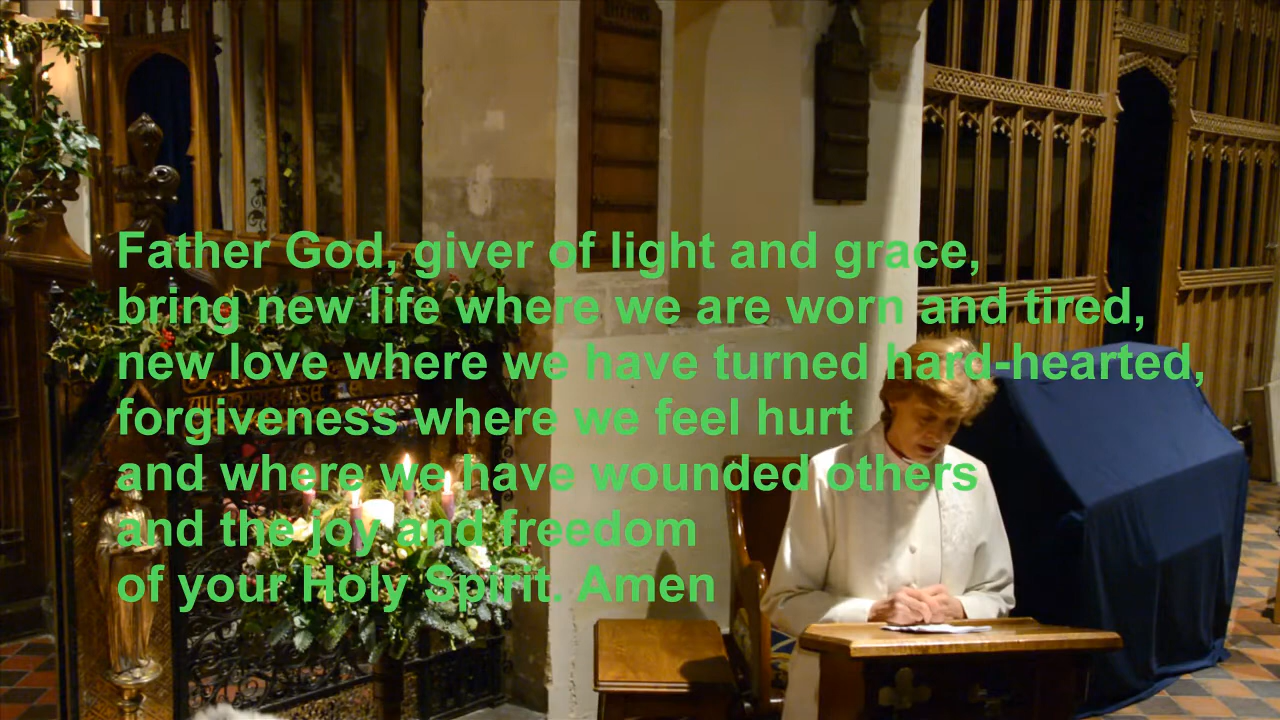 Father God, giver of light and grace,
bring new life where we are worn and tired,
new love where we have turned hard-hearted,
forgiveness where we feel hurt
and where we have wounded others
and the joy and freedom
of your Holy Spirit. Amen